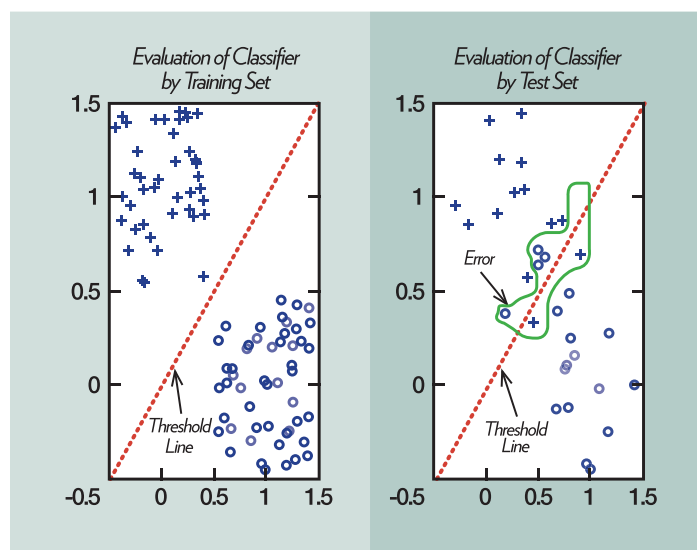 Evaluation of Classifier
by Training Set
1.5
1
0.5
0
-0.5
0
0.5
1
1.5
Threshold
Line
Evaluation of Classifier
by Test Set
1.5
1
0.5
0
-0.5
0
0.5
1
1.5
Error
Threshold
Line